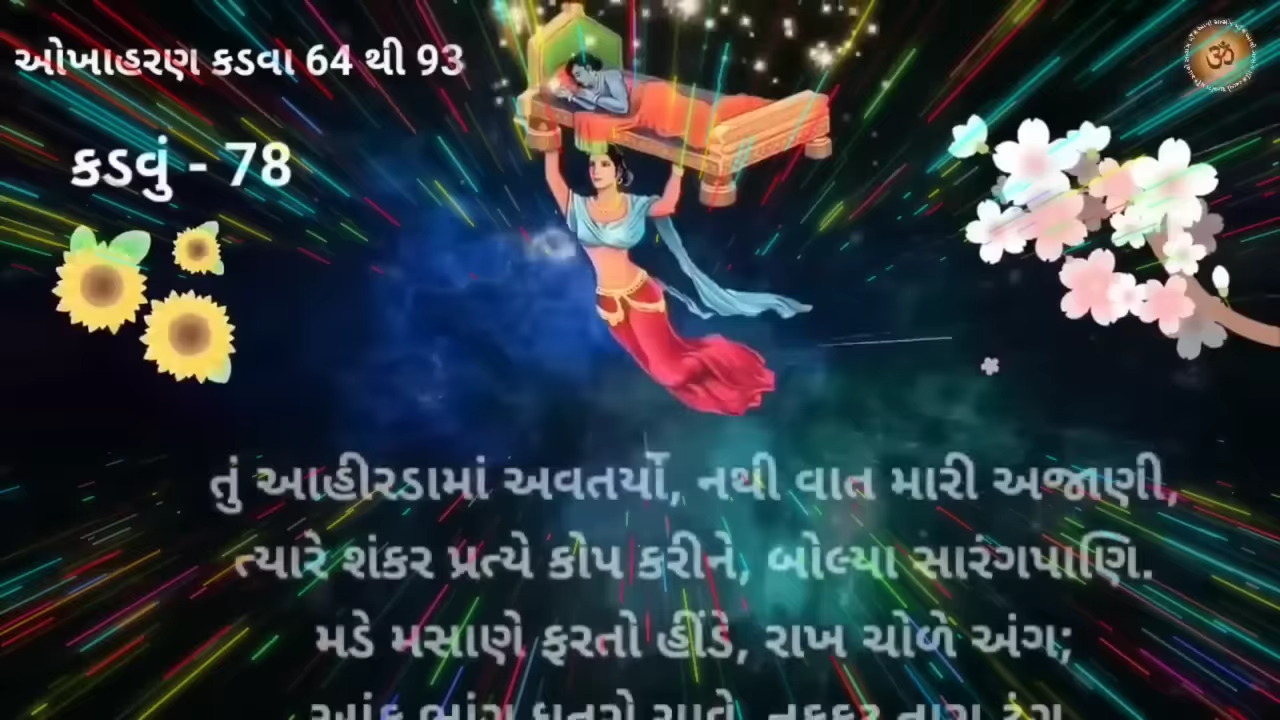 ઓખાહરણ કડવા 64 થી 93
કડવું - 78
ૐ
તું આહીરડામાં અવતર્યો, નથી વાત મારી અજાણી,
ત્યારે શંકર પ્રત્યે કોપ કરીને, બોલ્યા સારંગપાણિ.
મડે મસાણે ફરતો હીંડે, રાખ ચોળે અંગ;